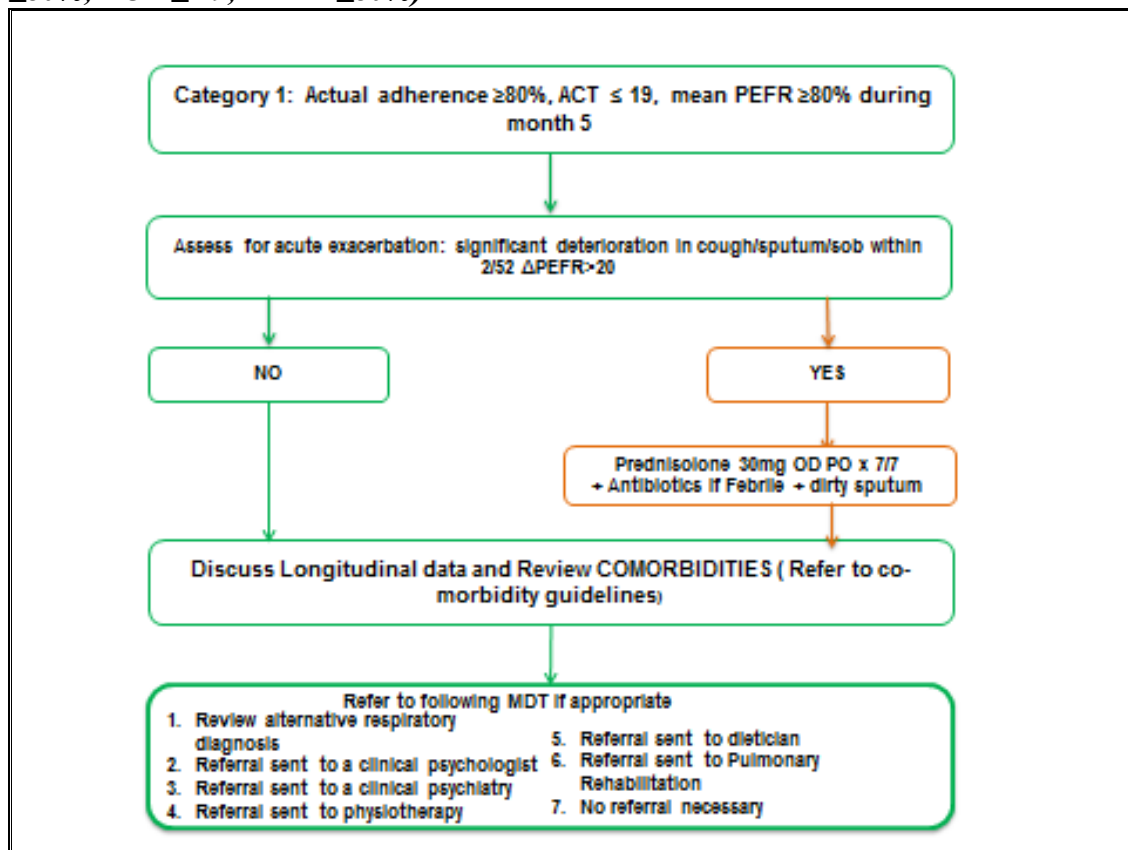 Category 1: Actual adherence ≥80%, ACT ≤ 19, mean PEFR ≥80% during
month 5
Assess for acute exacerbation: significant deterioration in cough/sputum/sob within
2/52 ΔPEFR>20
NO
YES
Prednisolone 30mg OD PO x 7/7
+ Antibiotics if Febrile + dirty sputum
Discuss Longitudinal data and Review COMORBIDITIES ( Refer to co-
morbidity guidelines)
Refer to following MDT if appropriate
1. Review alternative respiratory
diagnosis
2. Referral sent to a clinical psychologist
3. Referral sent to a clinical psychiatry
4. Referral sent to physiotherapy
5. Referral sent to dietician
6. Referral sent to Pulmonary
Rehabilitation
7. No referral necessary